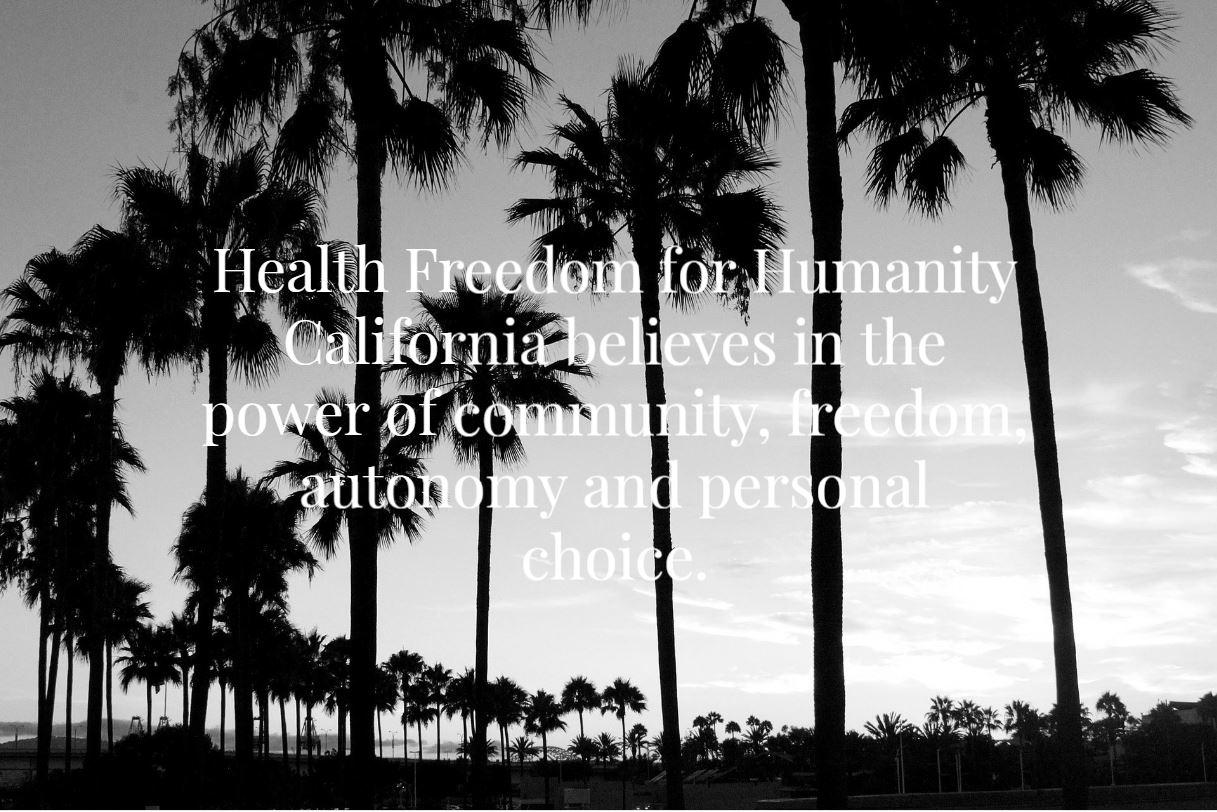 Health Freedom for Humanity
California believes in the
power of community, freedom,
autonomy and personal
choice.